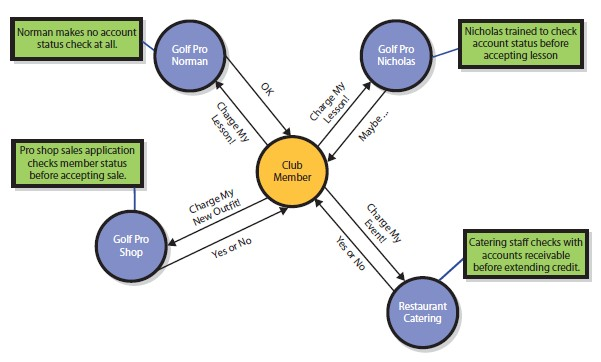 Norman makes no account
status check at all.
Golf Pro
Norman
Golf Pro
Nicholas
Nicholas trained to check
account status before
accepting lesson
OK
Charge My
Lesson!
Charge My
Lesson!
Maybe...
Pro shop sales application
checks member status
before accepting sale.
Club
Member
Charge My
New Outfit!
Yes or No
Golf Pro
Shop
Charge My
Event!
Yes or No
Catering staff checks with
accounts receivable
before extending credit.
Restaurant
Catering